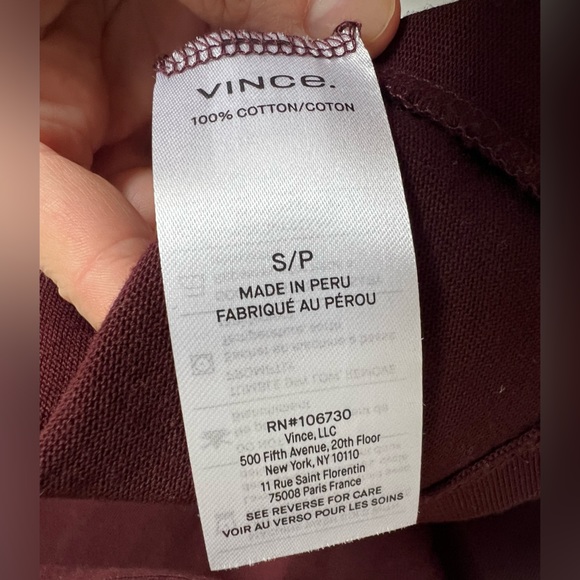 VINCE.
100% COTTON/COTON
S/P
MADE IN PERU
FABRIQUÉ AU PÉROU
RN#106730
Vince, LLC
500 Fifth Avenue, 20th Floor
New York, NY 10110
11 Rue Saint Florentin
75008 Paris France
SEE REVERSE FOR CARE
VOIR AU VERSO POUR LES SOINS